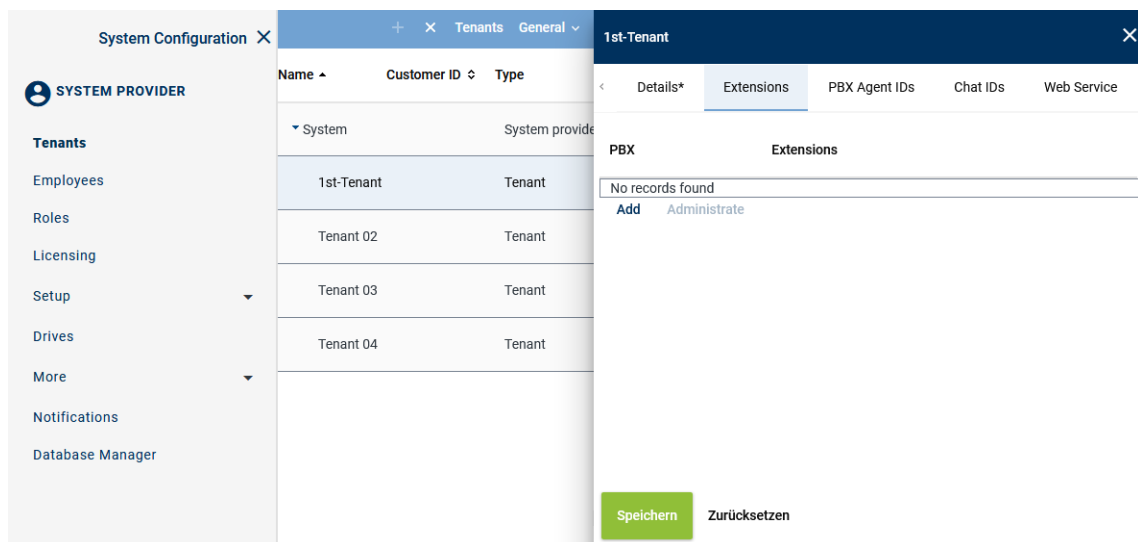 System Configuration
SYSTEM PROVIDER
Tenants
Employees
Roles
Licensing
Setup
Drives
More
Notifications
Database Manager
Tenants General
Name Customer ID Type
System System provide
1st-Tenant Tenant
Tenant 02 Tenant
Tenant 03 Tenant
Tenant 04 Tenant
1st-Tenant
Details* Extensions PBX Agent IDs Chat IDs Web Service
PBX Extensions
No records found
Add Administrate
Speichern Zurücksetzen